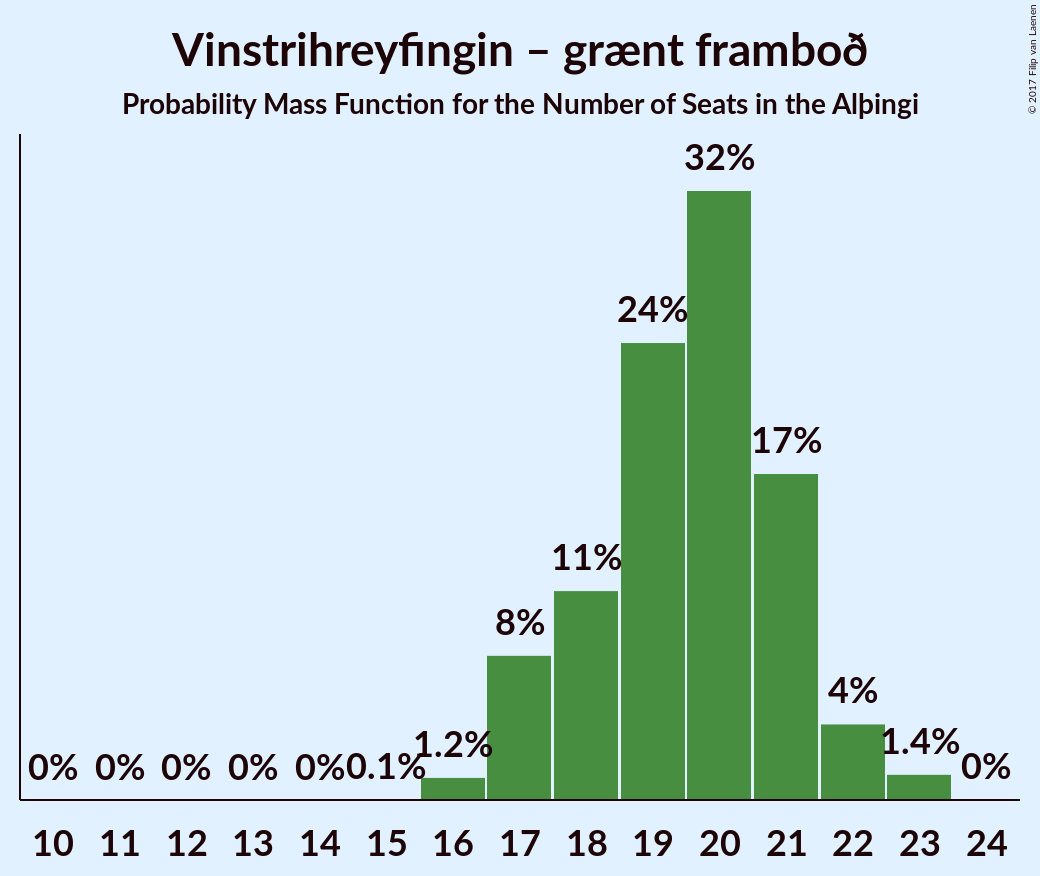 Vinstrihreyfingin – grænt framboð
Probability Mass Function for the Number of Seats in the Alþingi
© 2017 Filip van Laenen
32%
24%
17%
11%
8%
4%
1.2%
1.4%
0% 0% 0% 0% 0% 0.1% 0%
10 11 12 13 14 15 16 17 18 19 20 21 22 23 24